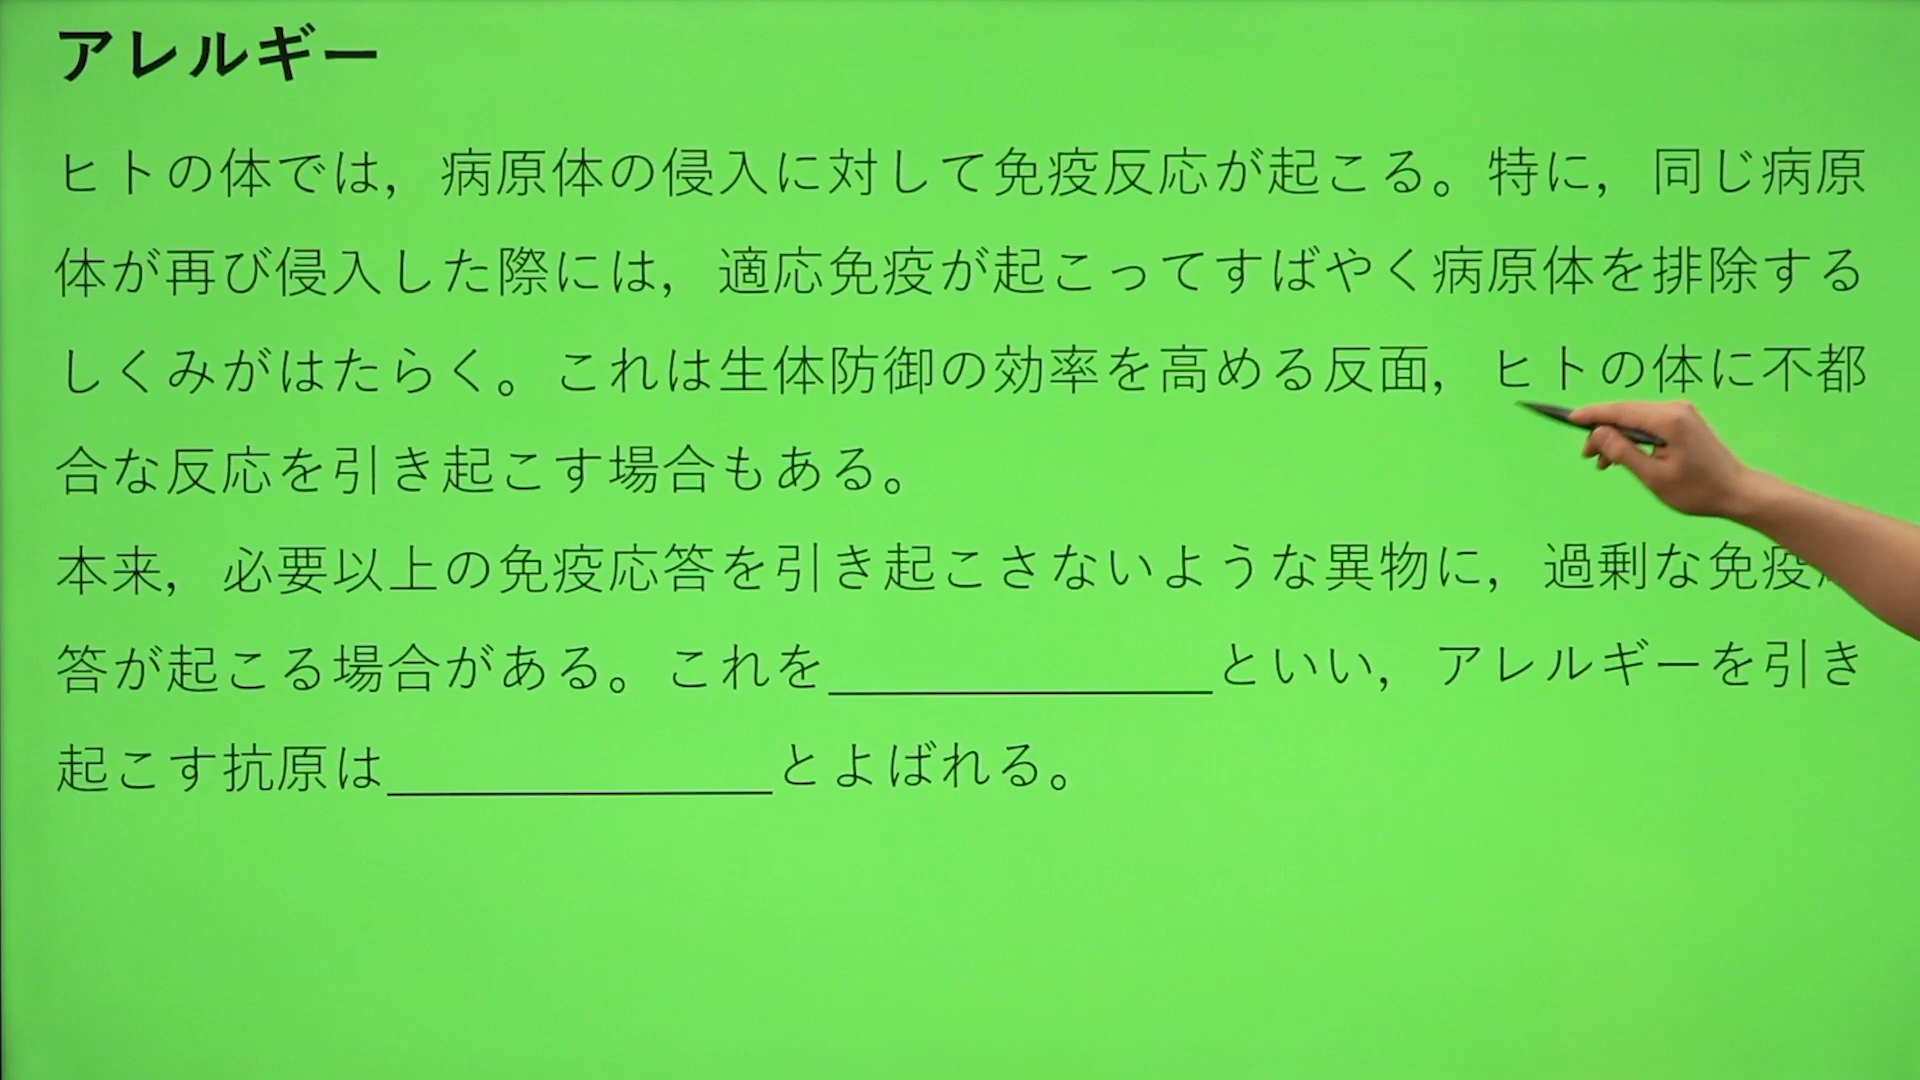 アレルギー
ヒトの体では，病原体の侵入に対して免疫反応が起こる。特に，同じ病原
体が再び侵入した際には，適応免疫が起こってすばやく病原体を排除する
しくみがはたらく。これは生体防御の効率を高める反面，ヒトの体に不都
合な反応を引き起こす場合もある。
本来，必要以上の免疫応答を引き起こさないような異物に，過剰な免疫
答が起こる場合がある。これを＿＿＿＿＿＿＿といい，アレルギーを引き
起こす抗原は＿＿＿＿＿＿＿とよばれる。